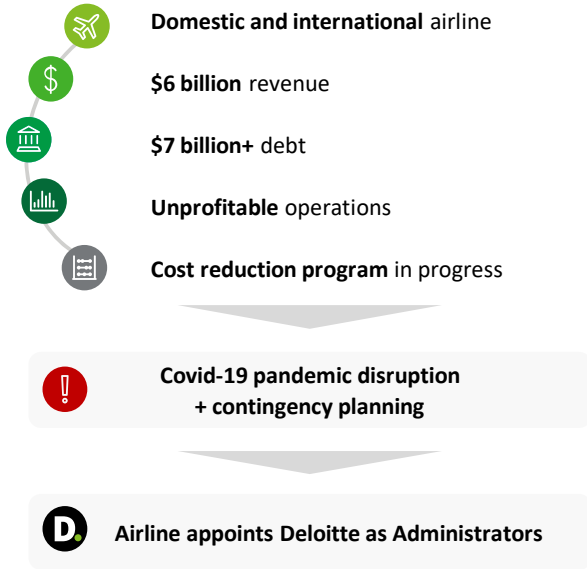 Domestic and international airline
$
$6 billion revenue
$7 billion+ debt
Unprofitable operations
Cost reduction program in progress
!
Covid-19 pandemic disruption
+ contingency planning
D.
Airline appoints Deloitte as Administrators